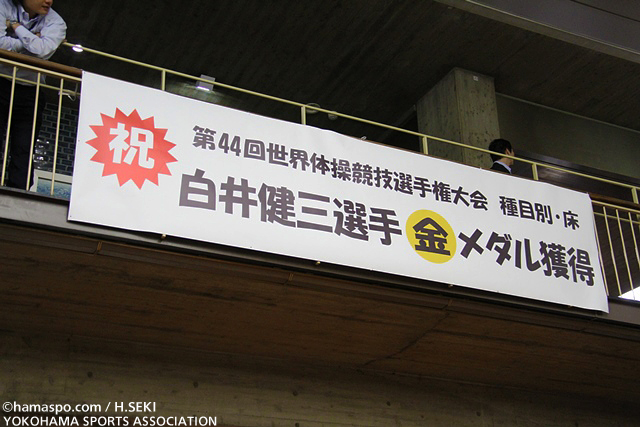 祝
第44回世界体操競技選手権大会 種目別・床
白井健三選手 金メダル獲得
©hamaspo.com / H.SEKI
YOKOHAMA SPORTS ASSOCIATION